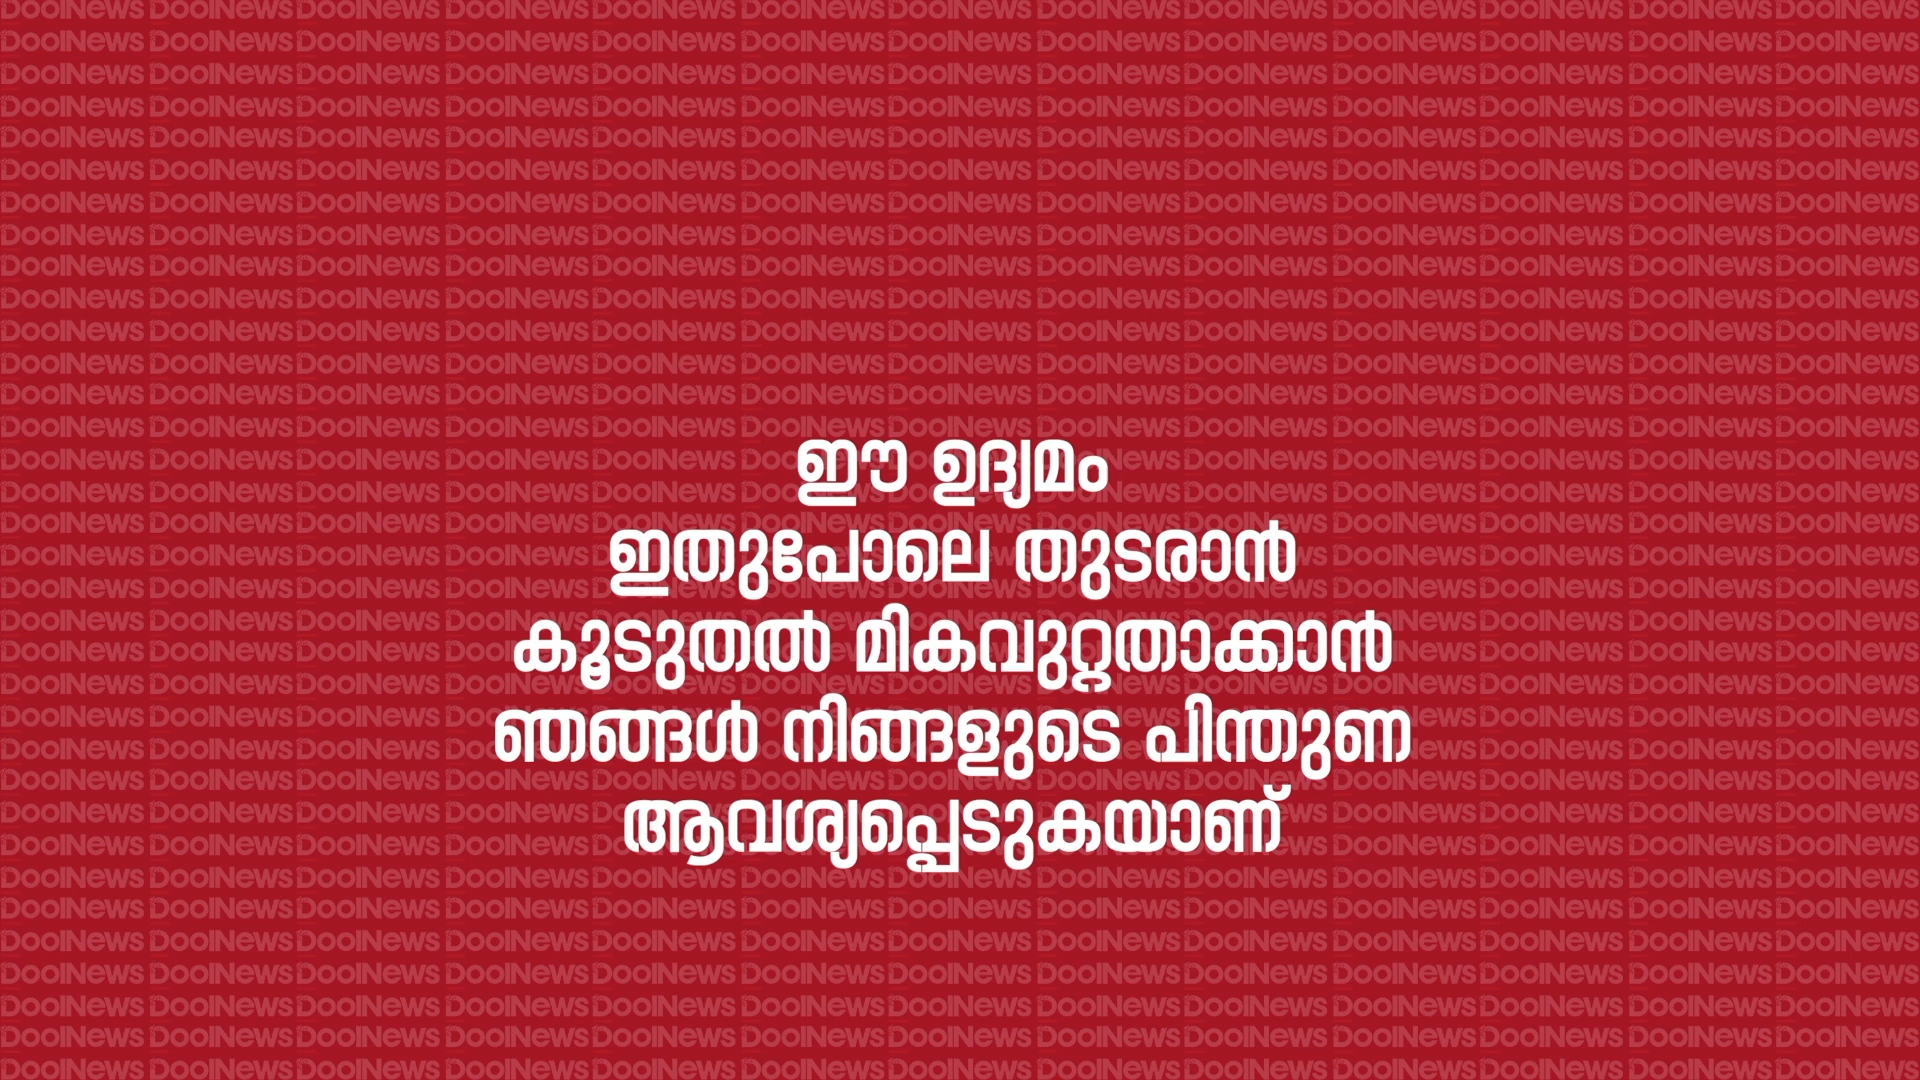 ഈ ഉദ്യമം
ഇതുപോലെ തുടരാൻ
കൂടുതൽ മികവുറ്റതാക്കാൻ
ഞങ്ങൾ നിങ്ങളുടെ പിന്തുണ
ആവശ്യപ്പെടുകയാണ്